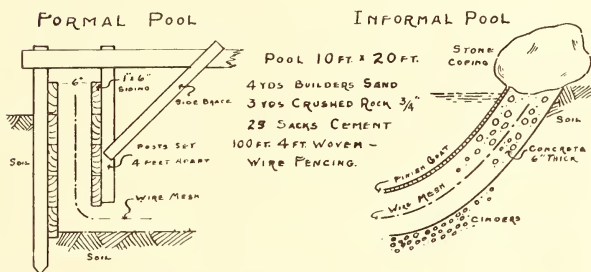 FORMAL POOL
6"
1"x 6"
SIDING
SIDE BRACE
SOIL
POSTS SET
4 FEET APART
WIRE MESH
SOIL
POOL 10 FT. x 20 FT.
4 YDS BUILDERS SAND
3 YDS CRUSHED ROCK 3/4"
25 SACKS CEMENT
100 FT. 4 FT. WOVEN -
WIRE FENCING.
INFORMAL POOL
STONE
COPING
SOIL
CONCRETE
6" THICK
FINISH COAT
WIRE MESH
CINDERS